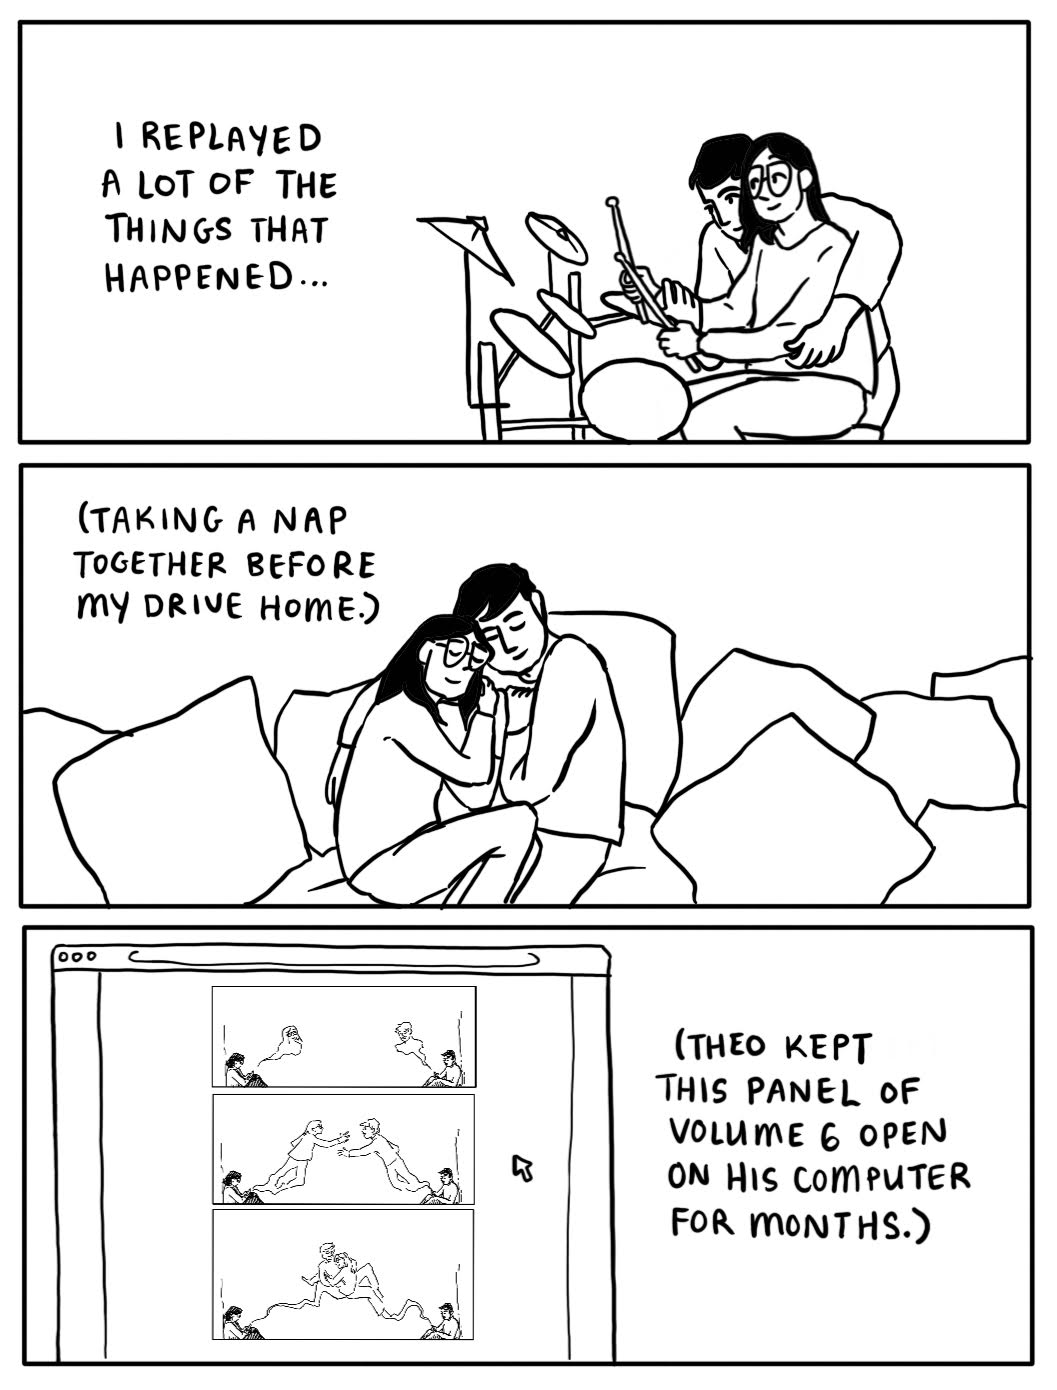 I REPLAYED
A LOT OF THE
THINGS THAT
HAPPENED...
(TAKING A NAP
TOGETHER BEFORE
MY DRIVE HOME.)
(THEO KEPT
THIS PANEL OF
VOLUME 6 OPEN
ON HIS COMPUTER
FOR MONTHS.)